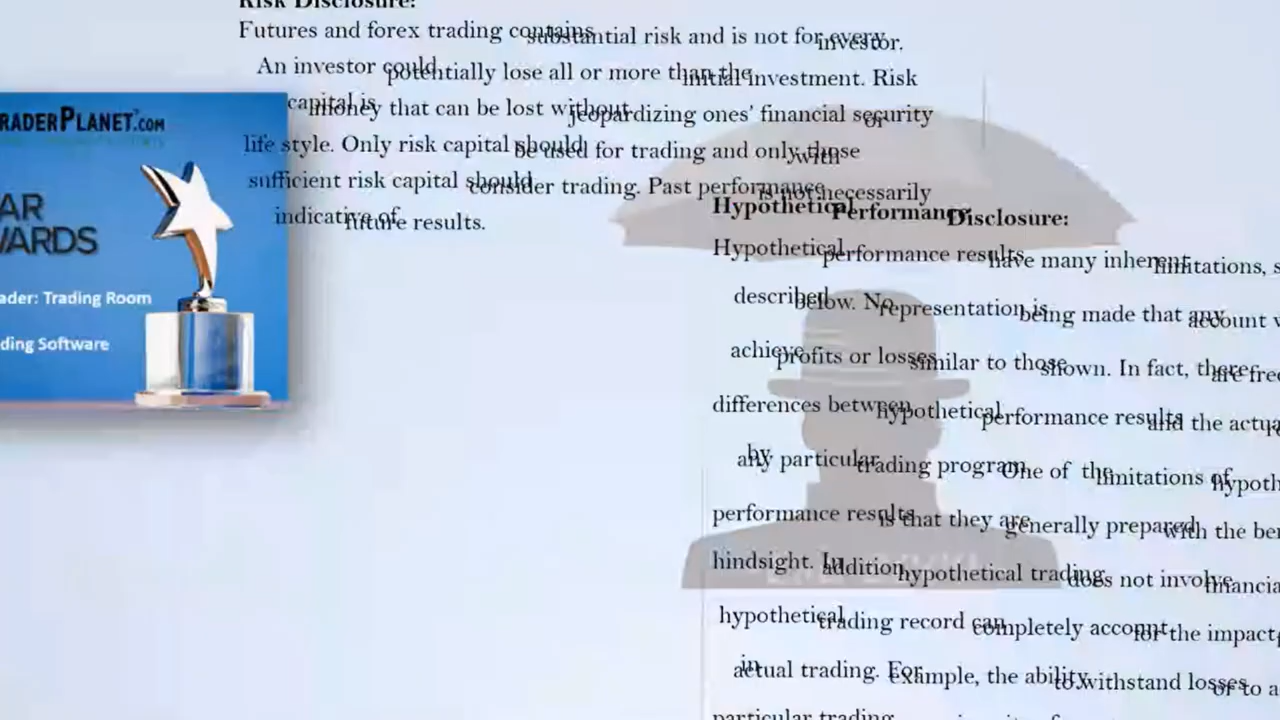 Risk Disclosure:
Futures and forex trading contains substantial risk and is not for every investor.
An investor could potentially lose all or more than the initial investment. Risk
capital is money that can be lost without jeopardizing ones’ financial security or
life style. Only risk capital should be used for trading and only those with
sufficient risk capital should consider trading. Past performance is not necessarily
indicative of future results.
TRADERPLANET.COM
AR
WARDS
ader: Trading Room
ding Software
Hypothetical Performance Disclosure:
Hypothetical performance results have many inherent limitations, s
described below. No representation is being made that any account w
achieve profits or losses similar to those shown. In fact, there are fre
differences between hypothetical performance results and the actua
by any particular trading program. One of the limitations of hypoth
performance results is that they are generally prepared with the ben
hindsight. In addition, hypothetical trading does not involve financia
hypothetical trading record can completely account for the impact
in actual trading. For example, the ability to withstand losses or to a
particular trading